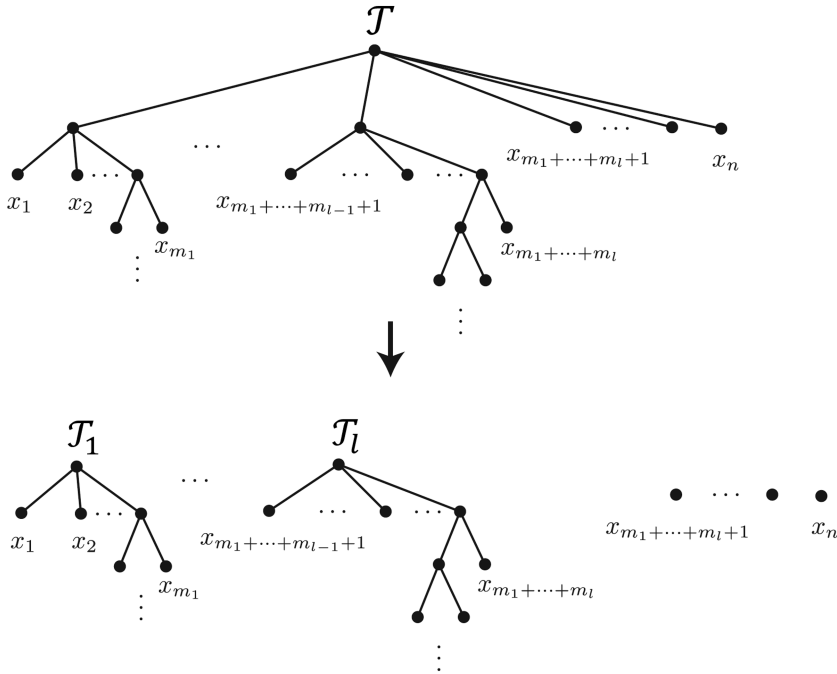 𝒯
⋯
x_{m_1+⋯+m_l+1} ⋯ x_n
x_1 x_2 ⋯ x_{m_1+⋯+m_{l-1}+1} ⋯ ⋯
x_{m_1} x_{m_1+⋯+m_l}
⋮
⋮
𝒯_1 𝒯_l
⋯
⋯
x_1 x_2 ⋯ x_{m_1+⋯+m_{l-1}+1} ⋯ ⋯ x_{m_1+⋯+m_l+1} x_n
x_{m_1} x_{m_1+⋯+m_l}
⋮
⋮